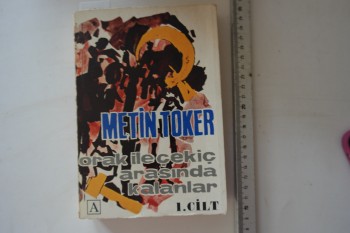 METİN TOKER
orak ile çekiç
arasında
kalanlar
1. CİLT
A